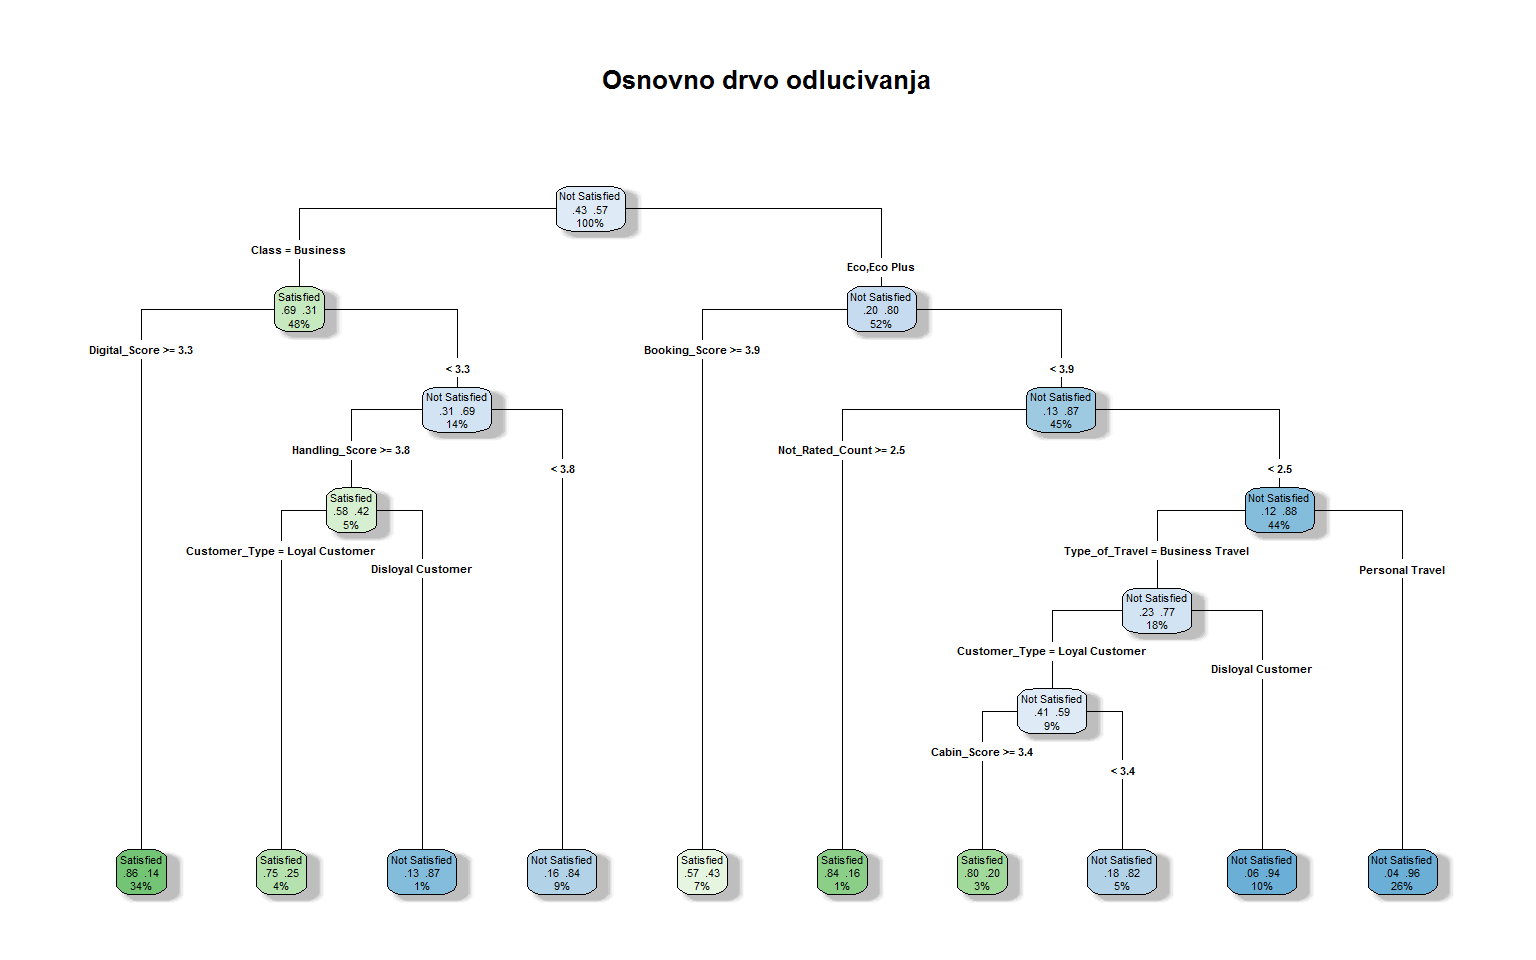 Osnovno drvo odlucivanja
Not Satisfied
.43 .57
100%
Class = Business
Eco,Eco Plus
Satisfied
.69 .31
48%
Not Satisfied
.20 .80
52%
Digital_Score >= 3.3
< 3.3
Booking_Score >= 3.9
< 3.9
Not Satisfied
.31 .69
14%
Not Satisfied
.13 .87
45%
Handling_Score >= 3.8
< 3.8
Not_Rated_Count >= 2.5
< 2.5
Satisfied
.58 .42
5%
Not Satisfied
.12 .88
44%
Customer_Type = Loyal Customer
Disloyal Customer
Type_of_Travel = Business Travel
Personal Travel
Not Satisfied
.23 .77
18%
Customer_Type = Loyal Customer
Disloyal Customer
Not Satisfied
.41 .59
9%
Cabin_Score >= 3.4
< 3.4
Satisfied
.86 .14
34%
Satisfied
.75 .25
4%
Not Satisfied
.13 .87
1%
Not Satisfied
.16 .84
9%
Satisfied
.57 .43
7%
Satisfied
.84 .16
1%
Satisfied
.80 .20
3%
Not Satisfied
.18 .82
5%
Not Satisfied
.06 .94
10%
Not Satisfied
.04 .96
26%